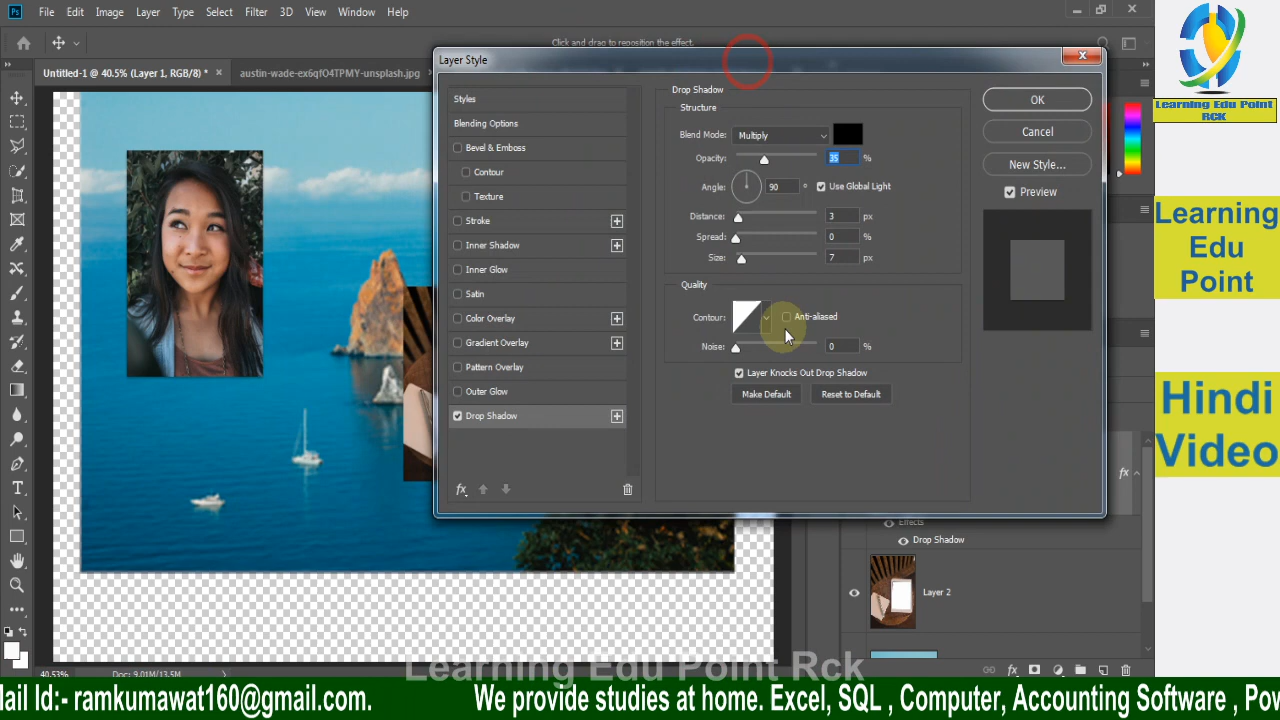 Ps File Edit Image Layer Type Select Filter 3D View Window Help
Click and drag to reposition the effect.
Untitled-1 @ 40.5% (Layer 1, RGB/8) *
austin-wade-ex6qfO4TPMY-unsplash.jpg
Layer Style
Styles
Blending Options
Bevel & Emboss
Contour
Texture
Stroke
Inner Shadow
Inner Glow
Satin
Color Overlay
Gradient Overlay
Pattern Overlay
Outer Glow
Drop Shadow
fx
Drop Shadow
Structure
Blend Mode: Multiply
Opacity: 35 %
Angle: 90 ° Use Global Light
Distance: 3 px
Spread: 0 %
Size: 7 px
Quality
Contour: Anti-aliased
Noise: 0 %
Layer Knocks Out Drop Shadow
Make Default Reset to Default
OK
Cancel
New Style...
Preview
fx
Effects
Drop Shadow
Layer 2
fx
40.53% Doc: 9.01M/13.5M
Learning Edu Point
RCK
Learning
Edu
Point
Hindi
Video
Learning Edu Point Rck
Mail Id:- ramkumawat160@gmail.com. We provide studies at home. Excel, SQL , Computer, Accounting Software , Pow